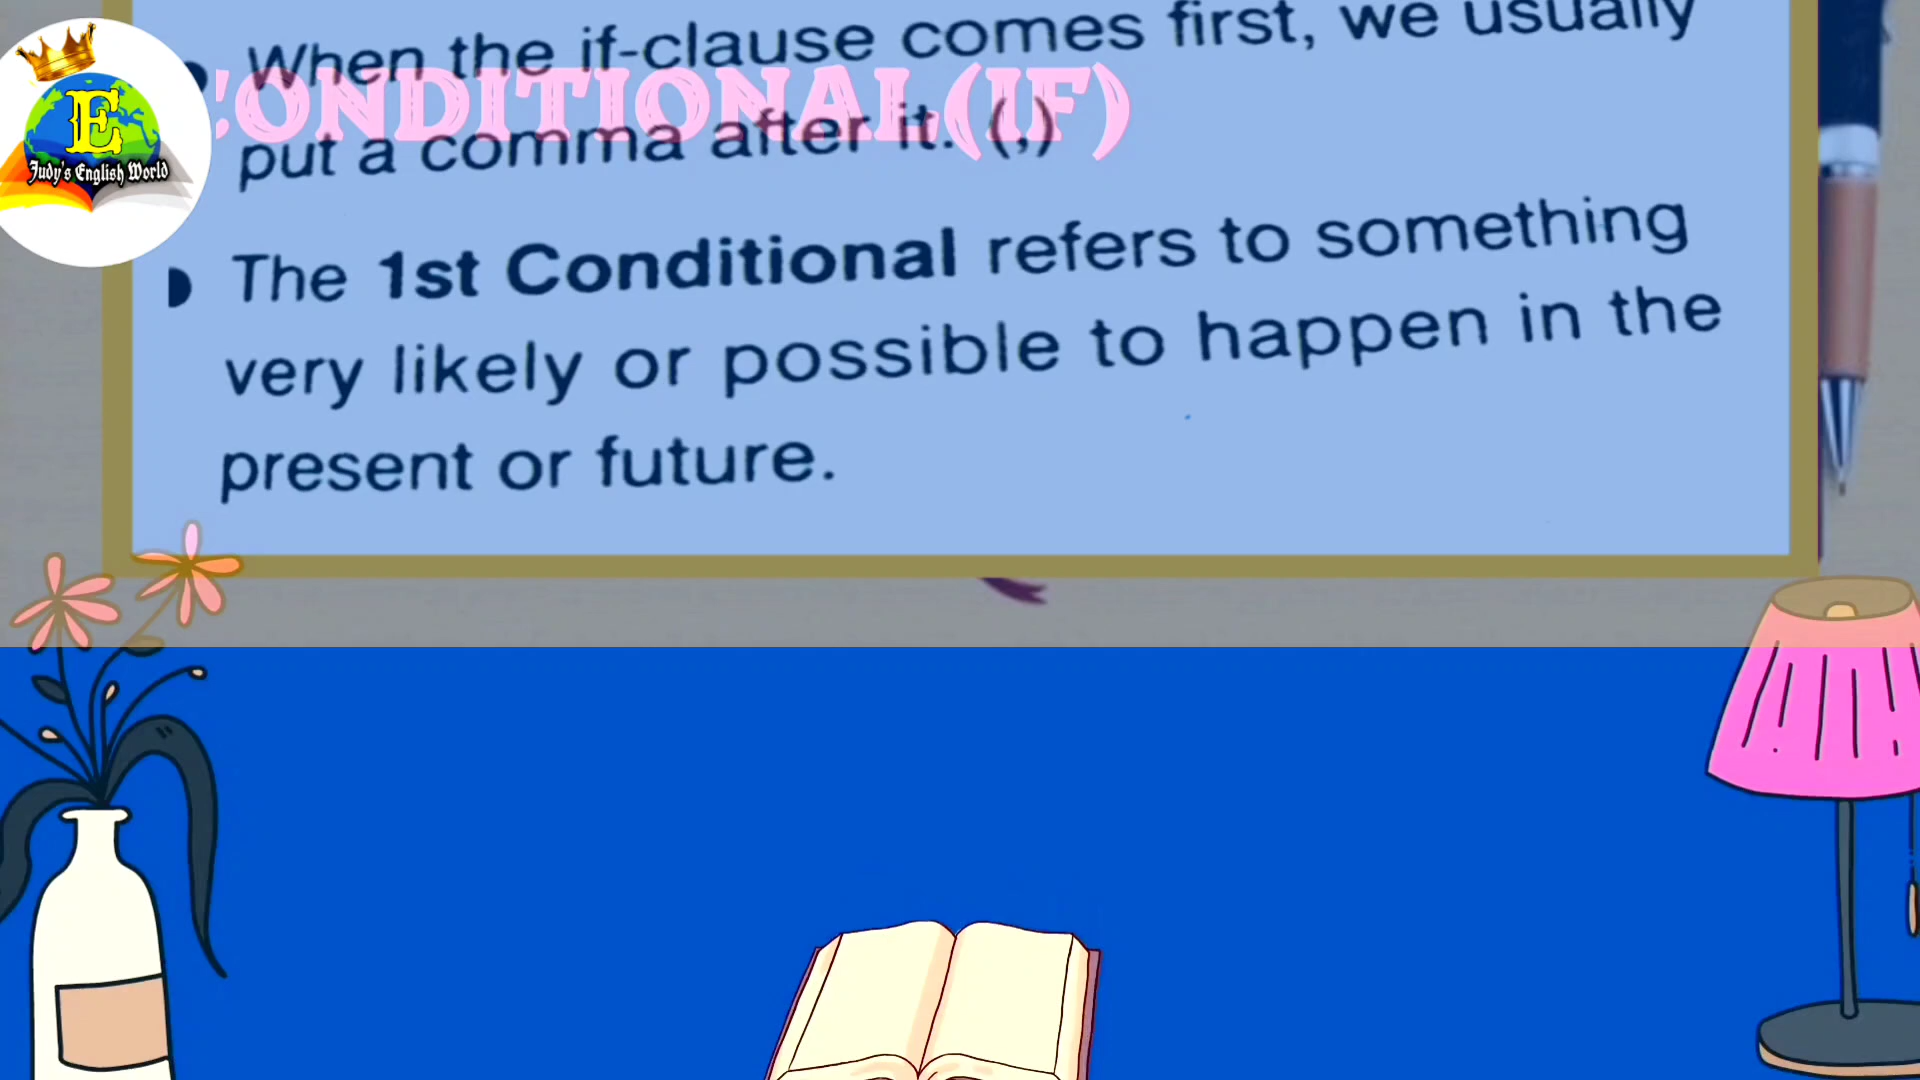 E
Judy's English World
CONDITIONAL(IF)
When the if-clause comes first, we usually
put a comma after it. (,)
The 1st Conditional refers to something
very likely or possible to happen in the
present or future.